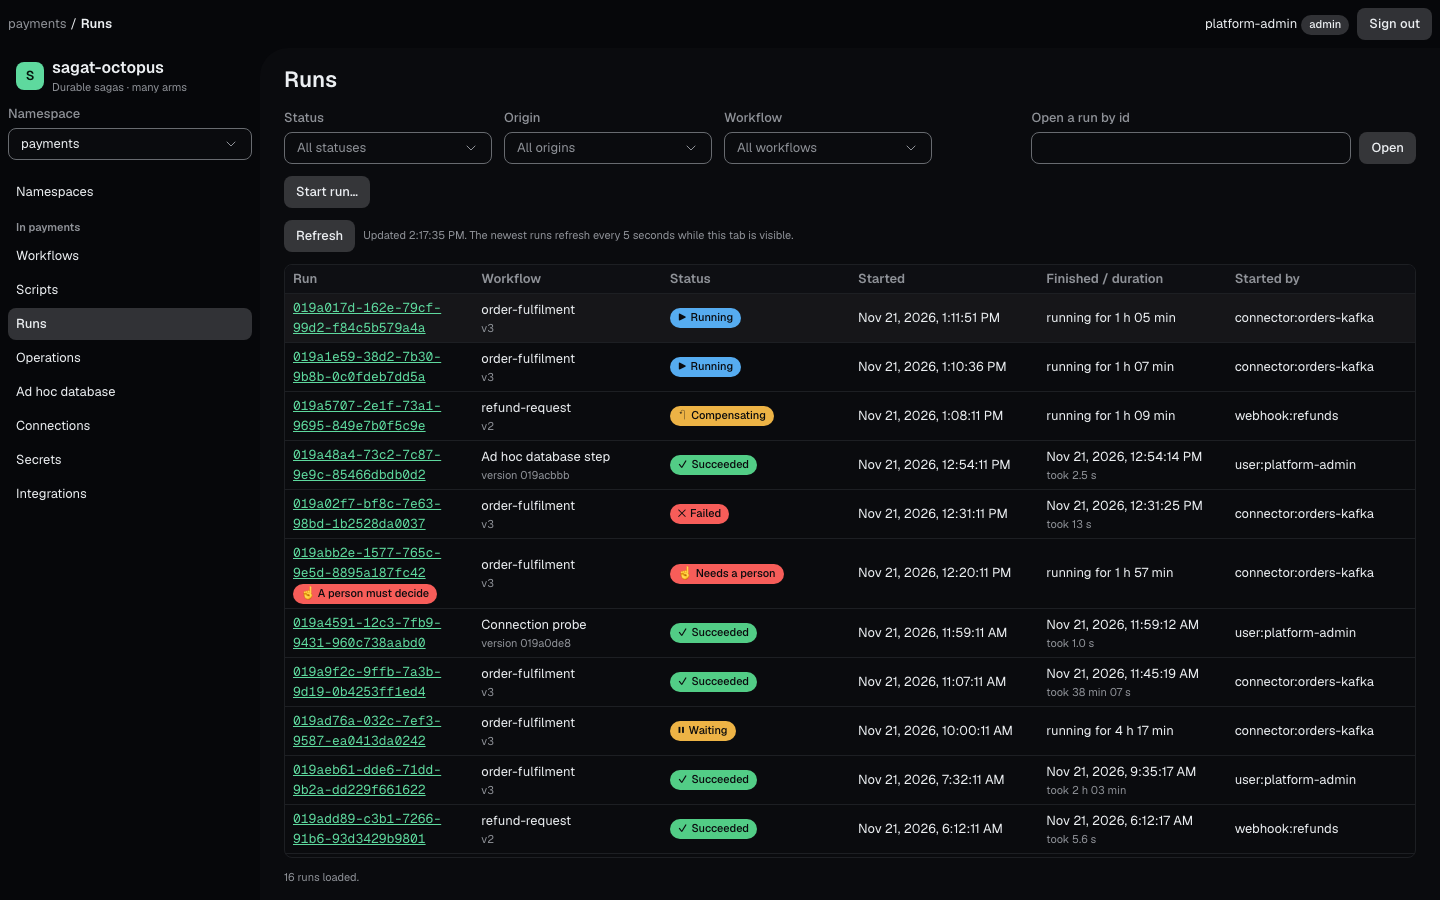 payments / Runs
platform-admin admin Sign out
S
sagat-octopus
Durable sagas · many arms
Namespace
payments
Namespaces
In payments
Workflows
Scripts
Runs
Operations
Ad hoc database
Connections
Secrets
Integrations
Runs
Status Origin Workflow Open a run by id
All statuses All origins All workflows Open
Start run...
Refresh Updated 2:17:35 PM. The newest runs refresh every 5 seconds while this tab is visible.
Run Workflow Status Started Finished / duration Started by
019a017d-162e-79cf-
99d2-f84c5b579a4a
order-fulfilment
v3
Running
Nov 21, 2026, 1:11:51 PM
running for 1 h 05 min
connector:orders-kafka
019a1e59-38d2-7b30-
9b8b-0c0fdeb7dd5a
order-fulfilment
v3
Running
Nov 21, 2026, 1:10:36 PM
running for 1 h 07 min
connector:orders-kafka
019a5707-2e1f-73a1-
9695-849e7b0f5c9e
refund-request
v2
Compensating
Nov 21, 2026, 1:08:11 PM
running for 1 h 09 min
webhook:refunds
019a48a4-73c2-7c87-
9e9c-85466dbdb0d2
Ad hoc database step
version 019acbbb
Succeeded
Nov 21, 2026, 12:54:11 PM
Nov 21, 2026, 12:54:14 PM
took 2.5 s
user:platform-admin
019a02f7-bf8c-7e63-
98bd-1b2528da0037
order-fulfilment
v3
Failed
Nov 21, 2026, 12:31:11 PM
Nov 21, 2026, 12:31:25 PM
took 13 s
connector:orders-kafka
019abb2e-1577-765c-
9e5d-8895a187fc42
A person must decide
order-fulfilment
v3
Needs a person
Nov 21, 2026, 12:20:11 PM
running for 1 h 57 min
connector:orders-kafka
019a4591-12c3-7fb9-
9431-960c738aabd0
Connection probe
version 019a0de8
Succeeded
Nov 21, 2026, 11:59:11 AM
Nov 21, 2026, 11:59:12 AM
took 1.0 s
user:platform-admin
019a9f2c-9ffb-7a3b-
9d19-0b4253ff1ed4
order-fulfilment
v3
Succeeded
Nov 21, 2026, 11:07:11 AM
Nov 21, 2026, 11:45:19 AM
took 38 min 07 s
connector:orders-kafka
019ad76a-032c-7ef3-
9587-ea0413da0242
order-fulfilment
v3
Waiting
Nov 21, 2026, 10:00:11 AM
running for 4 h 17 min
connector:orders-kafka
019aeb61-dde6-71dd-
9b2a-dd229f661622
order-fulfilment
v3
Succeeded
Nov 21, 2026, 7:32:11 AM
Nov 21, 2026, 9:35:17 AM
took 2 h 03 min
user:platform-admin
019add89-c3b1-7266-
91b6-93d3429b9801
refund-request
v2
Succeeded
Nov 21, 2026, 6:12:11 AM
Nov 21, 2026, 6:12:17 AM
took 5.6 s
webhook:refunds
16 runs loaded.